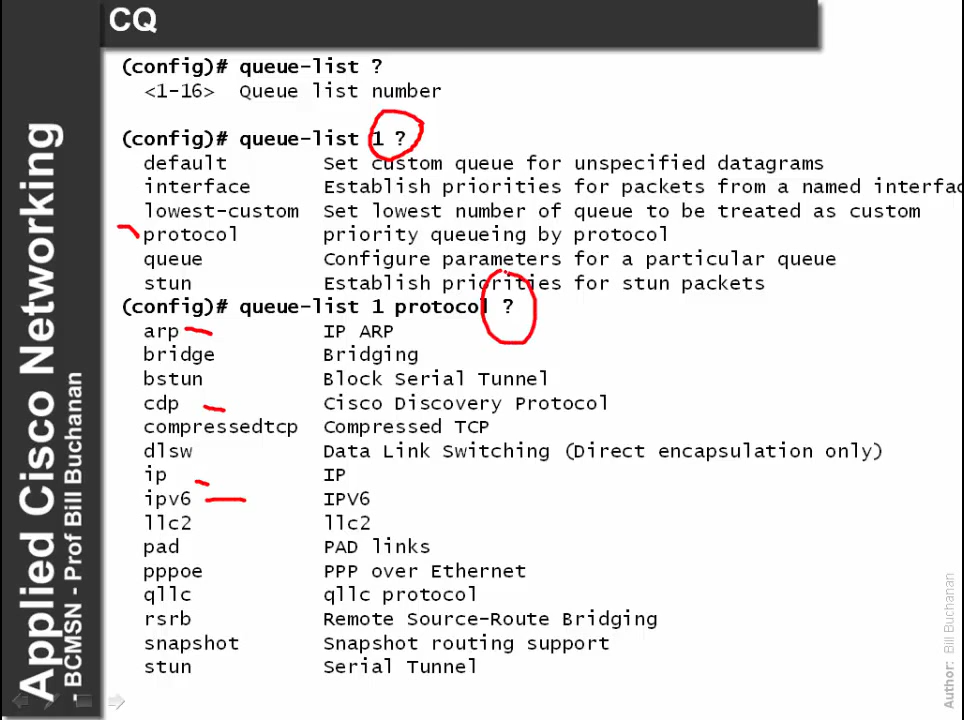 CQ
(config)# queue-list ?
<1-16> Queue list number
(config)# queue-list 1 ?
default Set custom queue for unspecified datagrams
interface Establish priorities for packets from a named interfac
lowest-custom Set lowest number of queue to be treated as custom
protocol priority queueing by protocol
queue Configure parameters for a particular queue
stun Establish priorities for stun packets
(config)# queue-list 1 protocol ?
arp IP ARP
bridge Bridging
bstun Block Serial Tunnel
cdp Cisco Discovery Protocol
compressedtcp Compressed TCP
dlsw Data Link Switching (Direct encapsulation only)
ip IP
ipv6 IPV6
llc2 llc2
pad PAD links
pppoe PPP over Ethernet
qllc qllc protocol
rsrb Remote Source-Route Bridging
snapshot Snapshot routing support
stun Serial Tunnel
Applied Cisco Networking
- BCMSN - Prof Bill Buchanan
Author: Bill Buchanan